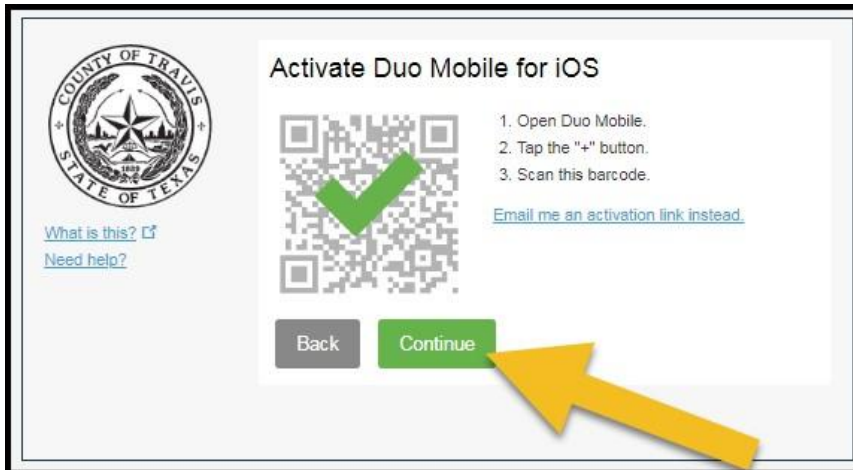 COUNTY OF TRAVIS
STATE OF TEXAS
1889
What is this?
Need help?
Activate Duo Mobile for iOS
1. Open Duo Mobile.
2. Tap the "+" button.
3. Scan this barcode.
Email me an activation link instead.
Back
Continue